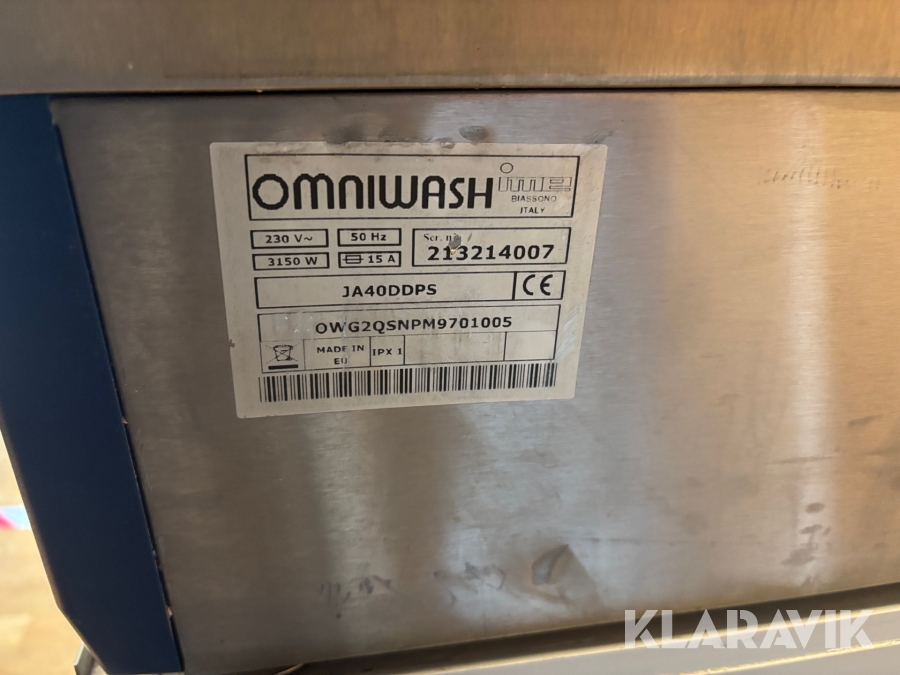 OMNIWASH
ime
BIASSONO
ITALY
230 V~
50 Hz
Ser. n°
213214007
3150 W
15 A
JA40DDPS
CE
OWG2QSNPM9701005
MADE IN
EU
IPX 1
KLARAVIK